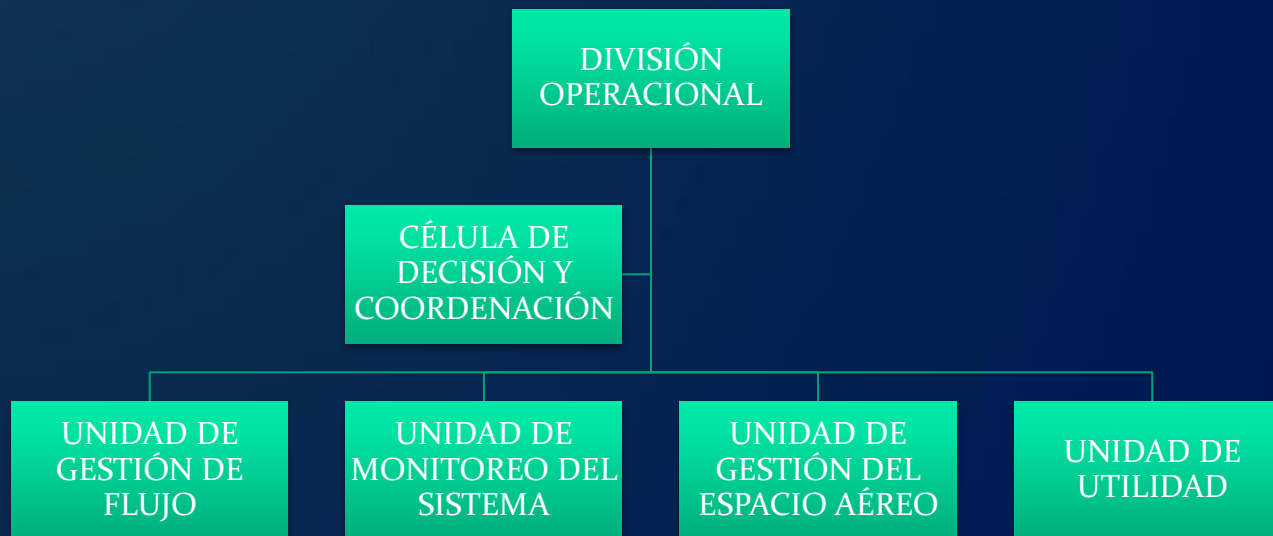 DIVISIÓN
OPERACIONAL
CÉLULA DE
DECISIÓN Y
COORDENACIÓN
UNIDAD DE
GESTIÓN DE
FLUJO
UNIDAD DE
MONITOREO DEL
SISTEMA
UNIDAD DE
GESTIÓN DEL
ESPACIO AÉREO
UNIDAD DE
UTILIDAD